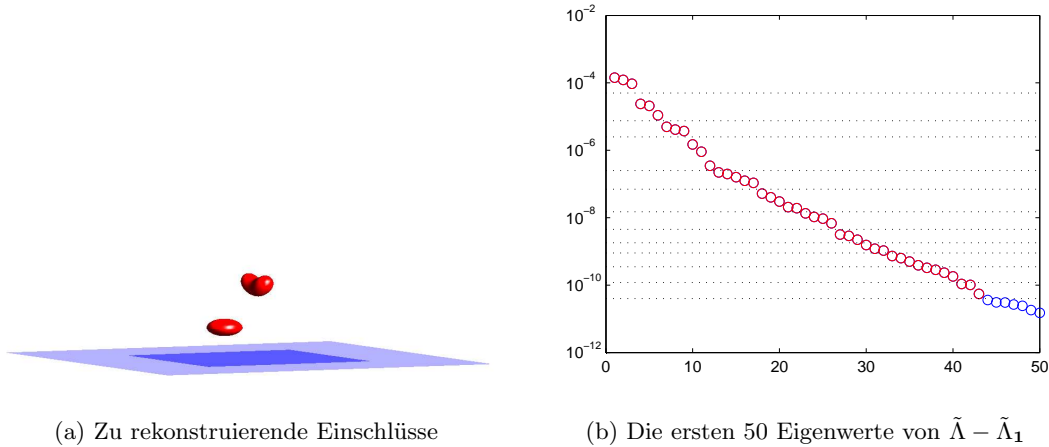 10^−2
10^−4
10^−6
10^−8
10^−10
10^−12
0 10 20 30 40 50
(a) Zu rekonstruierende Einschlüsse
(b) Die ersten 50 Eigenwerte von Λ̃ − Λ̃₁